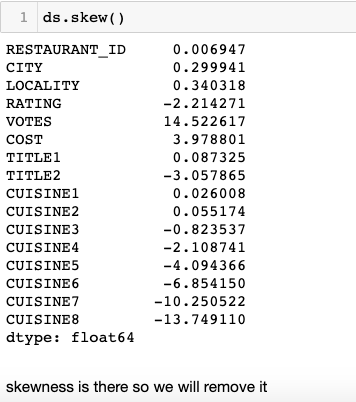 1 ds.skew()
RESTAURANT_ID 0.006947
CITY 0.299941
LOCALITY 0.340318
RATING -2.214271
VOTES 14.522617
COST 3.978801
TITLE1 0.087325
TITLE2 -3.057865
CUISINE1 0.026008
CUISINE2 0.055174
CUISINE3 -0.823537
CUISINE4 -2.108741
CUISINE5 -4.094366
CUISINE6 -6.854150
CUISINE7 -10.250522
CUISINE8 -13.749110
dtype: float64
skewness is there so we will remove it